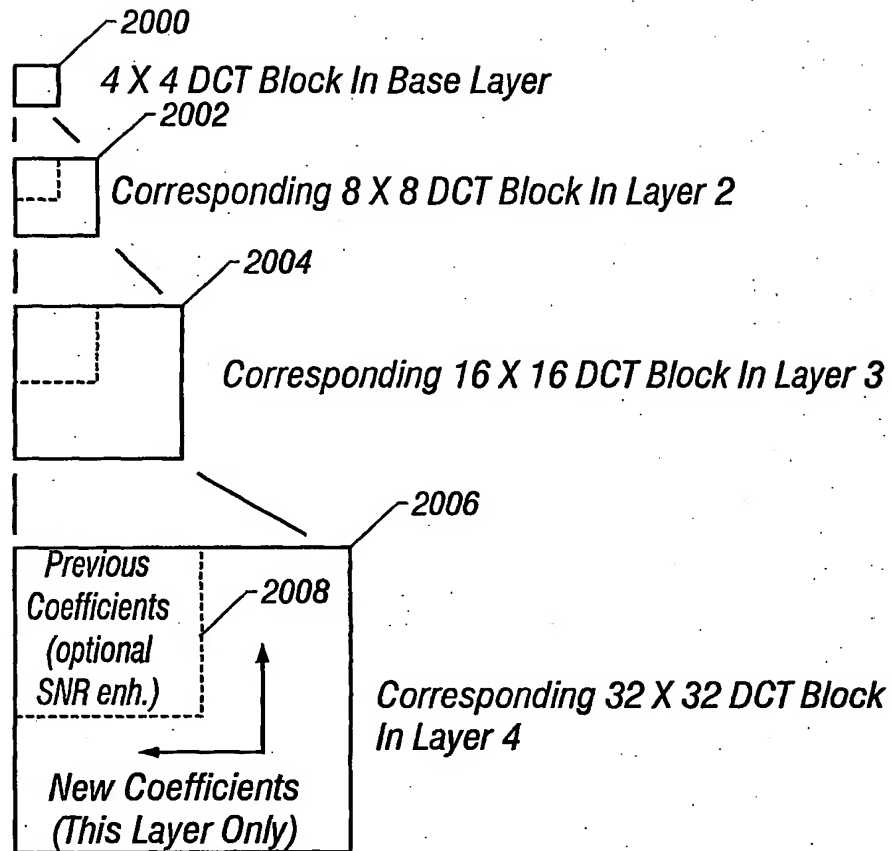 2000
4 X 4 DCT Block In Base Layer
2002
Corresponding 8 X 8 DCT Block In Layer 2
2004
Corresponding 16 X 16 DCT Block In Layer 3
2006
Previous
Coefficients
(optional
SNR enh.)
2008
Corresponding 32 X 32 DCT Block
In Layer 4
New Coefficients
(This Layer Only)